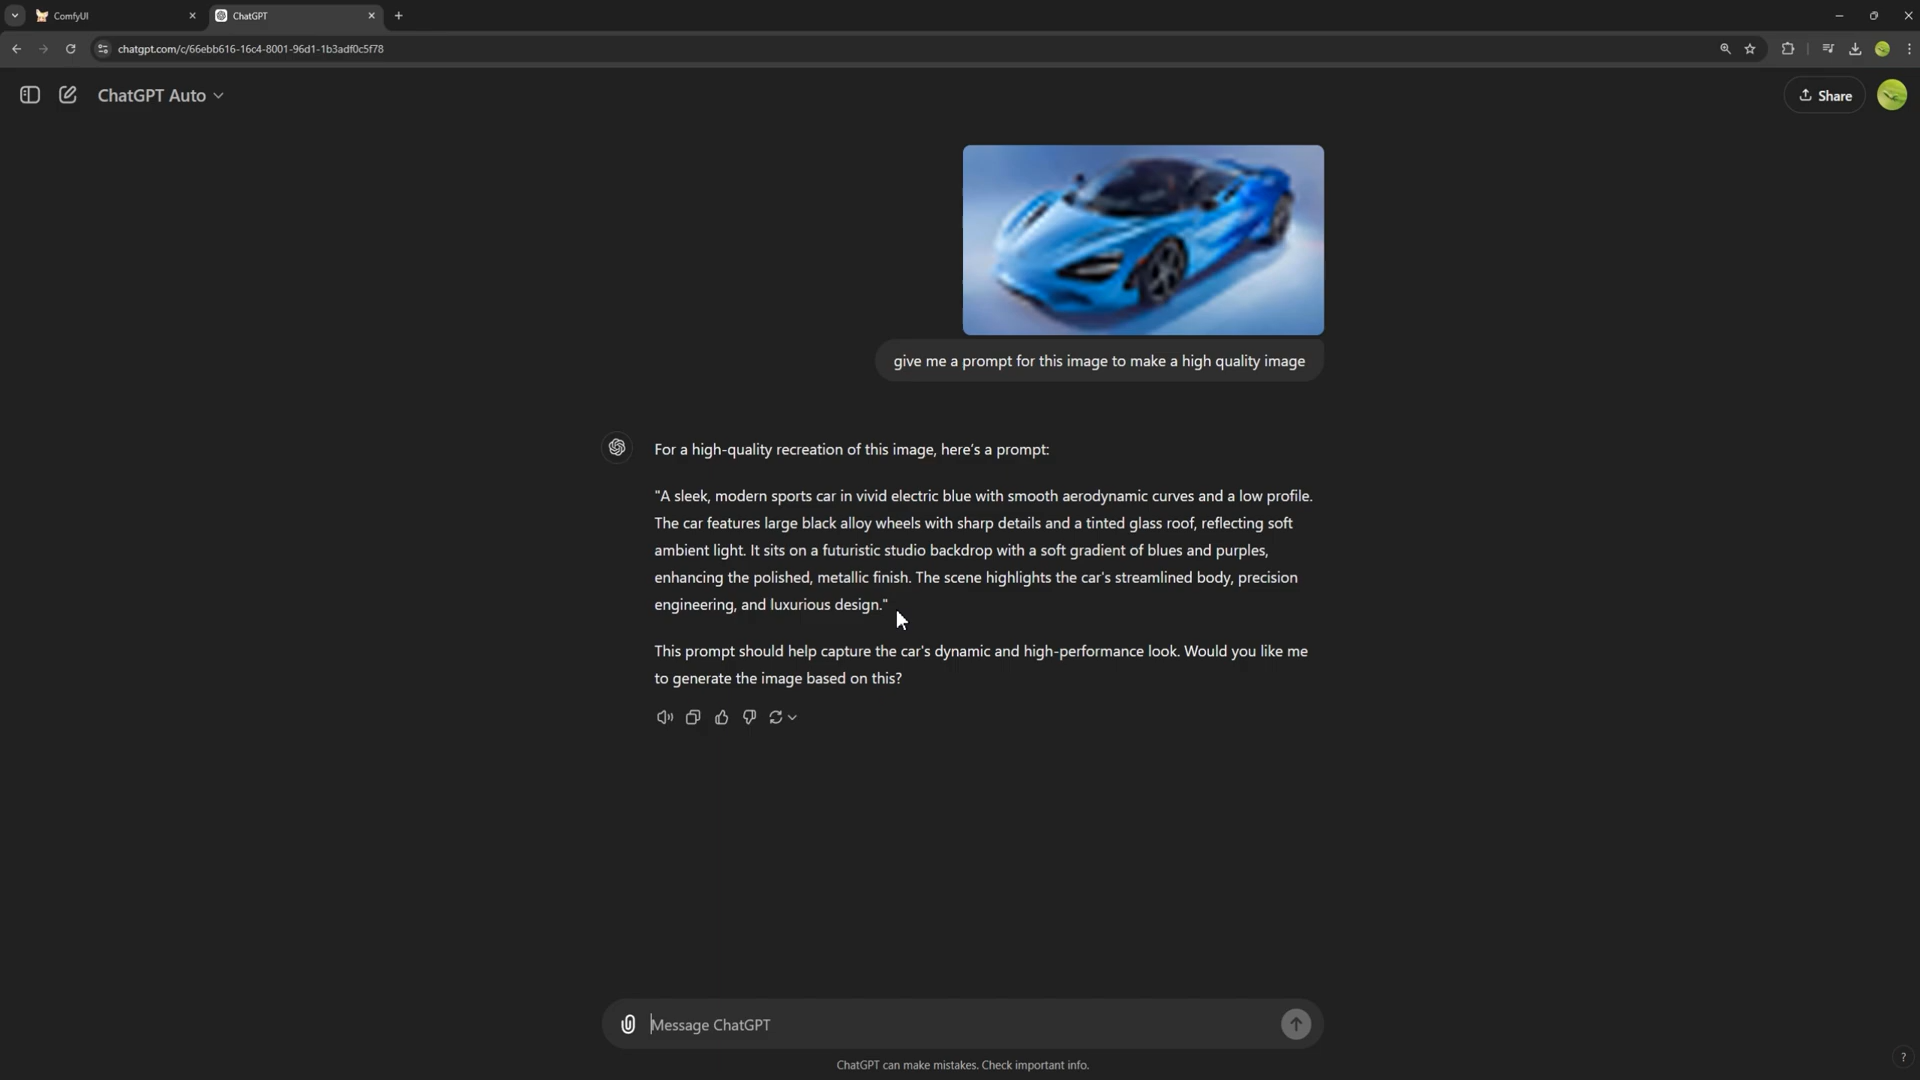 ComfyUI
ChatGPT
chatgpt.com/c/66ebb616-16c4-8001-96d1-1b3adf0c5f78
ChatGPT Auto
Share
give me a prompt for this image to make a high quality image
For a high-quality recreation of this image, here's a prompt:
"A sleek, modern sports car in vivid electric blue with smooth aerodynamic curves and a low profile.
The car features large black alloy wheels with sharp details and a tinted glass roof, reflecting soft
ambient light. It sits on a futuristic studio backdrop with a soft gradient of blues and purples,
enhancing the polished, metallic finish. The scene highlights the car's streamlined body, precision
engineering, and luxurious design."
This prompt should help capture the car's dynamic and high-performance look. Would you like me
to generate the image based on this?
Message ChatGPT
ChatGPT can make mistakes. Check important info.
?